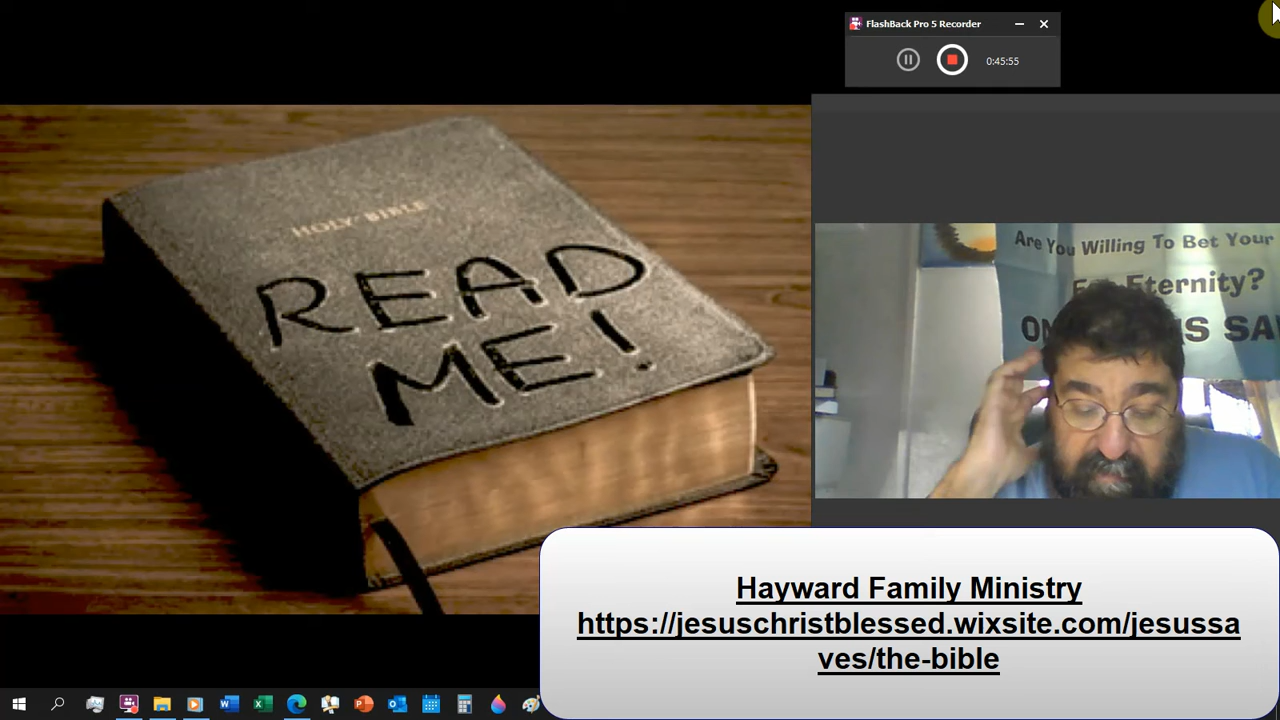 FlashBack Pro 5 Recorder
0:45:55
HOLY BIBLE
READ
ME!
Are You Willing To Bet Your
Eternity?
SA
Hayward Family Ministry
https://jesuschristblessed.wixsite.com/jesussa
ves/the-bible